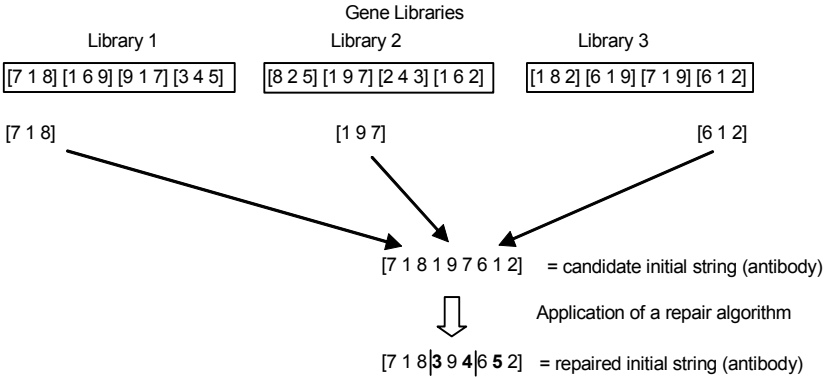 Gene Libraries
Library 1 Library 2 Library 3
[7 1 8] [1 6 9] [9 1 7] [3 4 5] [8 2 5] [1 9 7] [2 4 3] [1 6 2] [1 8 2] [6 1 9] [7 1 9] [6 1 2]
[7 1 8] [1 9 7] [6 1 2]
[7 1 8 1 9 7 6 1 2] = candidate initial string (antibody)
Application of a repair algorithm
[7 1 8|3 9 4|6 5 2] = repaired initial string (antibody)